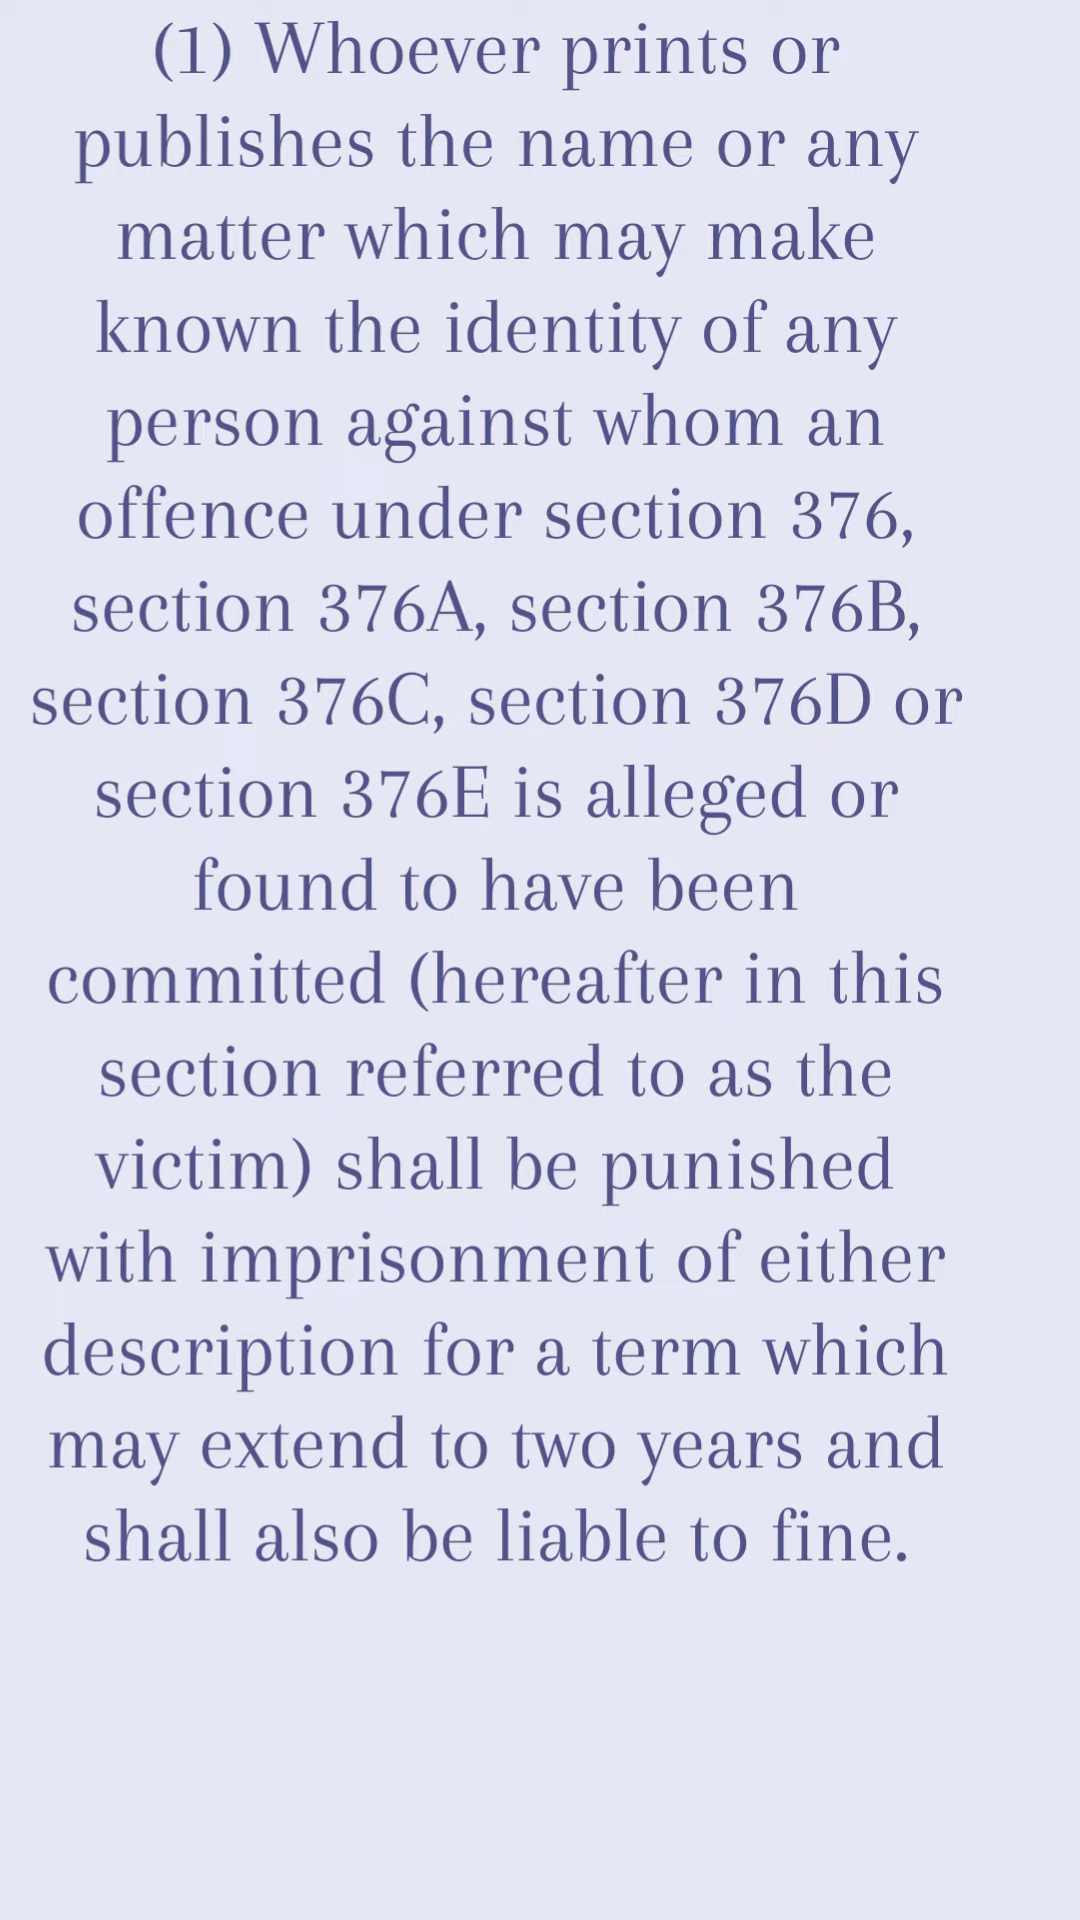 (1) Whoever prints or
publishes the name or any
matter which may make
known the identity of any
person against whom an
offence under section 376,
section 376A, section 376B,
section 376C, section 376D or
section 376E is alleged or
found to have been
committed (hereafter in this
section referred to as the
victim) shall be punished
with imprisonment of either
description for a term which
may extend to two years and
shall also be liable to fine.